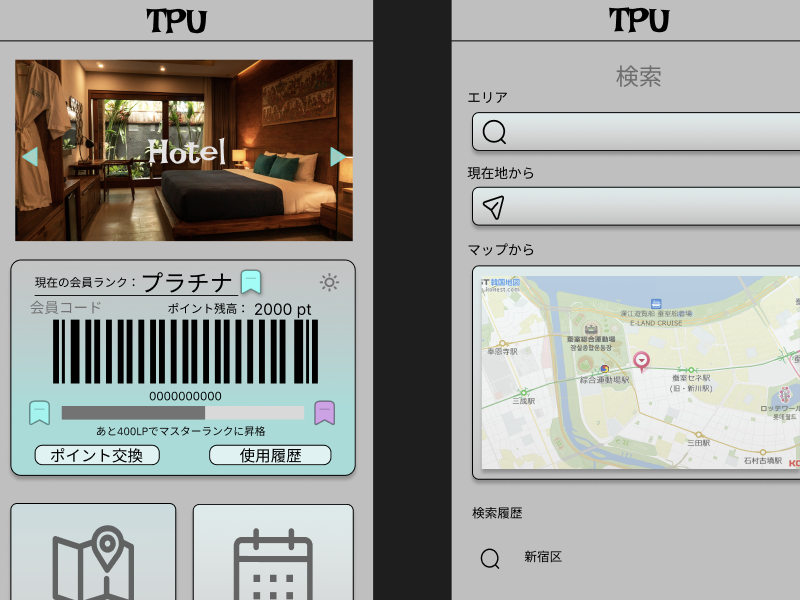 TPU
Hotel
現在の会員ランク：プラチナ
会員コード
ポイント残高： 2000 pt
0000000000
あと400LPでマスターランクに昇格
ポイント交換
使用履歴
TPU
検索
エリア
現在地から
マップから
韓国地図
漢江遊覧船 蚕室船着場
E-LAND CRUISE
蚕室総合運動場
잠실종합운동장
奉恩寺駅
総合運動場駅
蚕室セネ駅
(旧・新川駅)
三成駅
ロッテワール
三田駅
石村古墳駅
検索履歴
新宿区